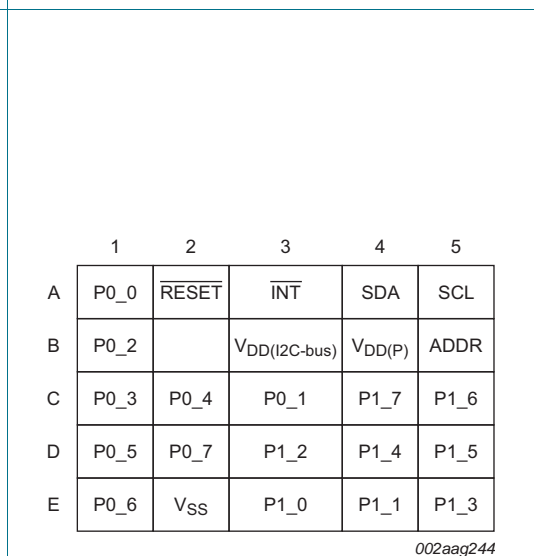 1 2 3 4 5
A P0_0 RESET INT SDA SCL
B P0_2 VDD(I2C-bus) VDD(P) ADDR
C P0_3 P0_4 P0_1 P1_7 P1_6
D P0_5 P0_7 P1_2 P1_4 P1_5
E P0_6 VSS P1_0 P1_1 P1_3
002aag244